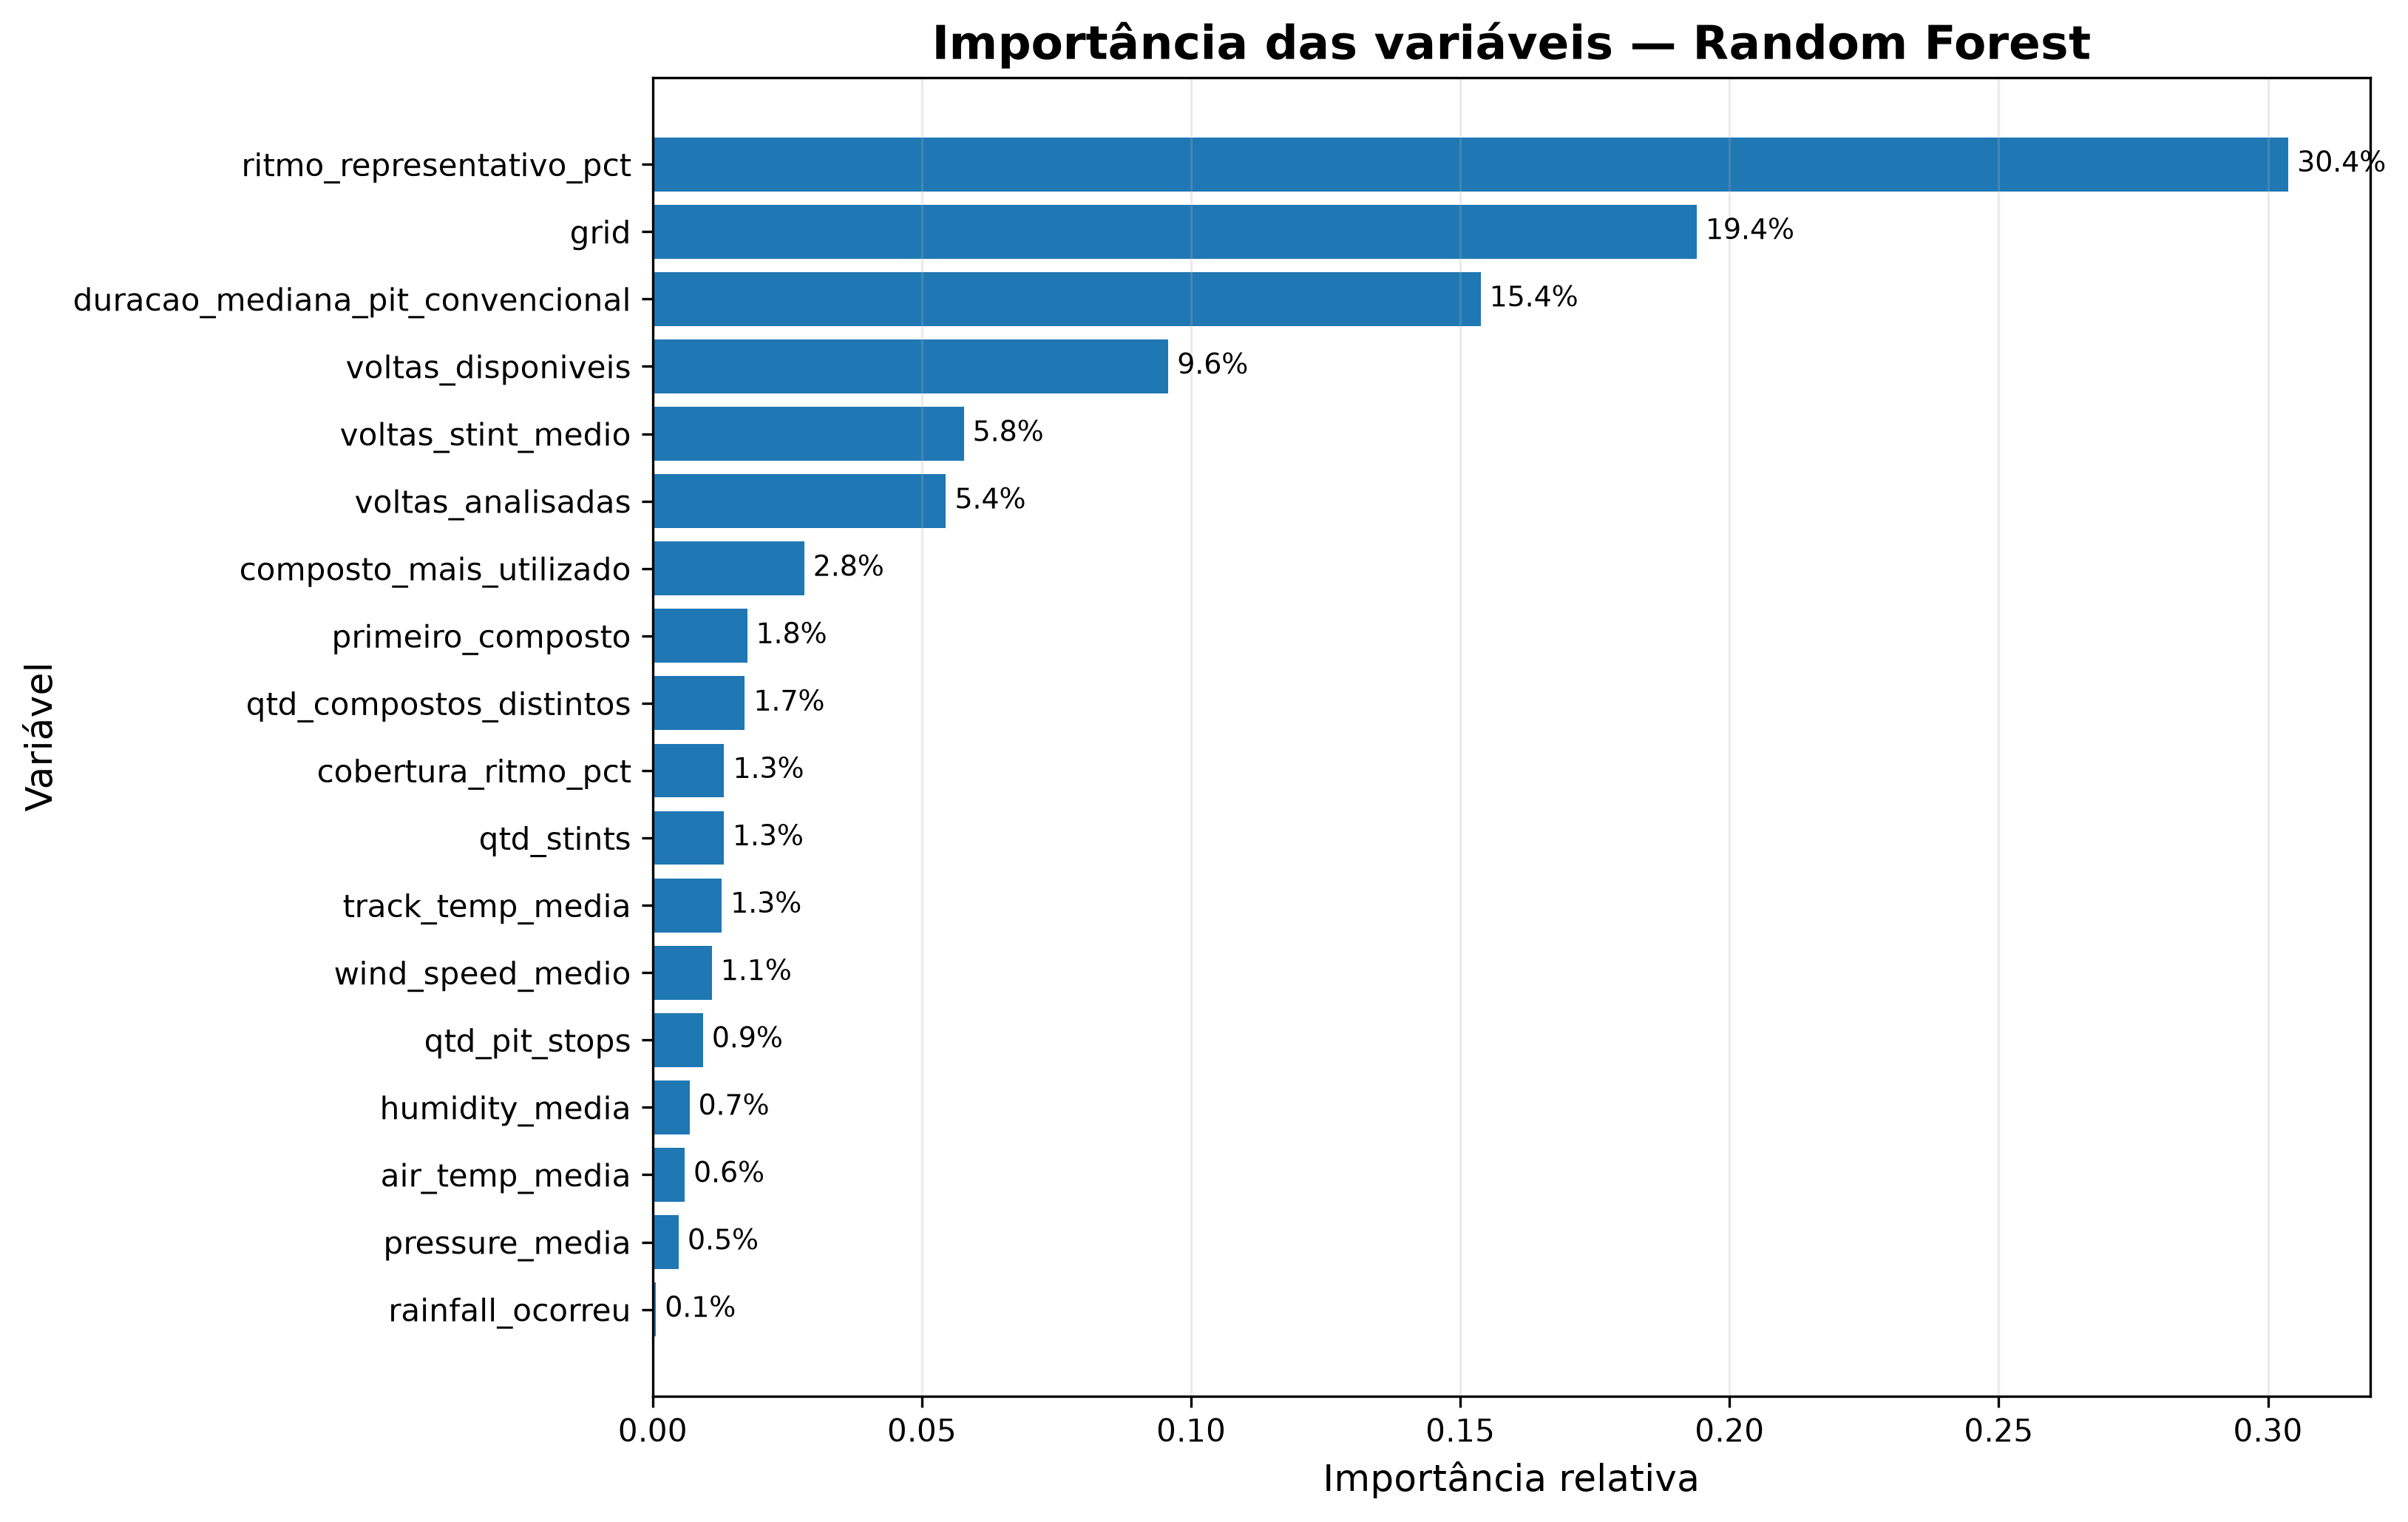 Importância das variáveis — Random Forest
ritmo_representativo_pct 30.4%
grid 19.4%
duracao_mediana_pit_convencional 15.4%
voltas_disponiveis 9.6%
voltas_stint_medio 5.8%
voltas_analisadas 5.4%
composto_mais_utilizado 2.8%
primeiro_composto 1.8%
qtd_compostos_distintos 1.7%
cobertura_ritmo_pct 1.3%
qtd_stints 1.3%
track_temp_media 1.3%
wind_speed_medio 1.1%
qtd_pit_stops 0.9%
humidity_media 0.7%
air_temp_media 0.6%
pressure_media 0.5%
rainfall_ocorreu 0.1%
Variável
0.00 0.05 0.10 0.15 0.20 0.25 0.30
Importância relativa